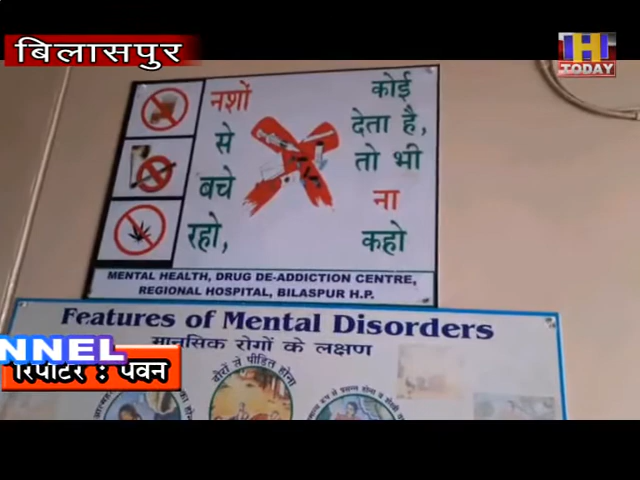 बिलासपुर
IHI
TODAY
नशों
से
बचे
रहो,
कोई
देता है,
तो भी
ना
कहो
MENTAL HEALTH, DRUG DE-ADDICTION CENTRE,
REGIONAL HOSPITAL, BILASPUR H.P.
Features of Mental Disorders
मानसिक रोगों के लक्षण
NNEL
रिपोर्टर : पवन
दौरों से पीड़ित होना